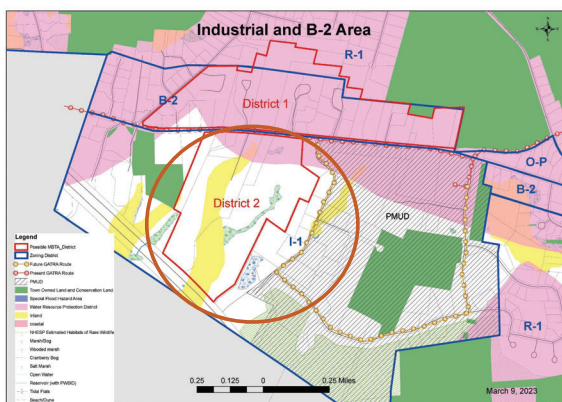 Industrial and B-2 Area
R-1
B-2
District 1
O-P
B-2
District 2
I-1
PMUD
R-1
Legend
Possible MBTA_District
Zoning District
Future GATRA Route
Present GATRA Route
PMUD
Town Owned Land and Conservation Land
Special Flood Hazard Area
Water Resource Protection District
Inland
coastal
NHESP Estimated Habitats of Rare Wildlife
Marsh/Bog
Wooded marsh
Cranberry Bog
Salt Marsh
Open Water
Reservoir (with PWSID)
Tidal Flats
Beach/Dune
0.25 0.125 0 0.25 Miles
March 9, 2023